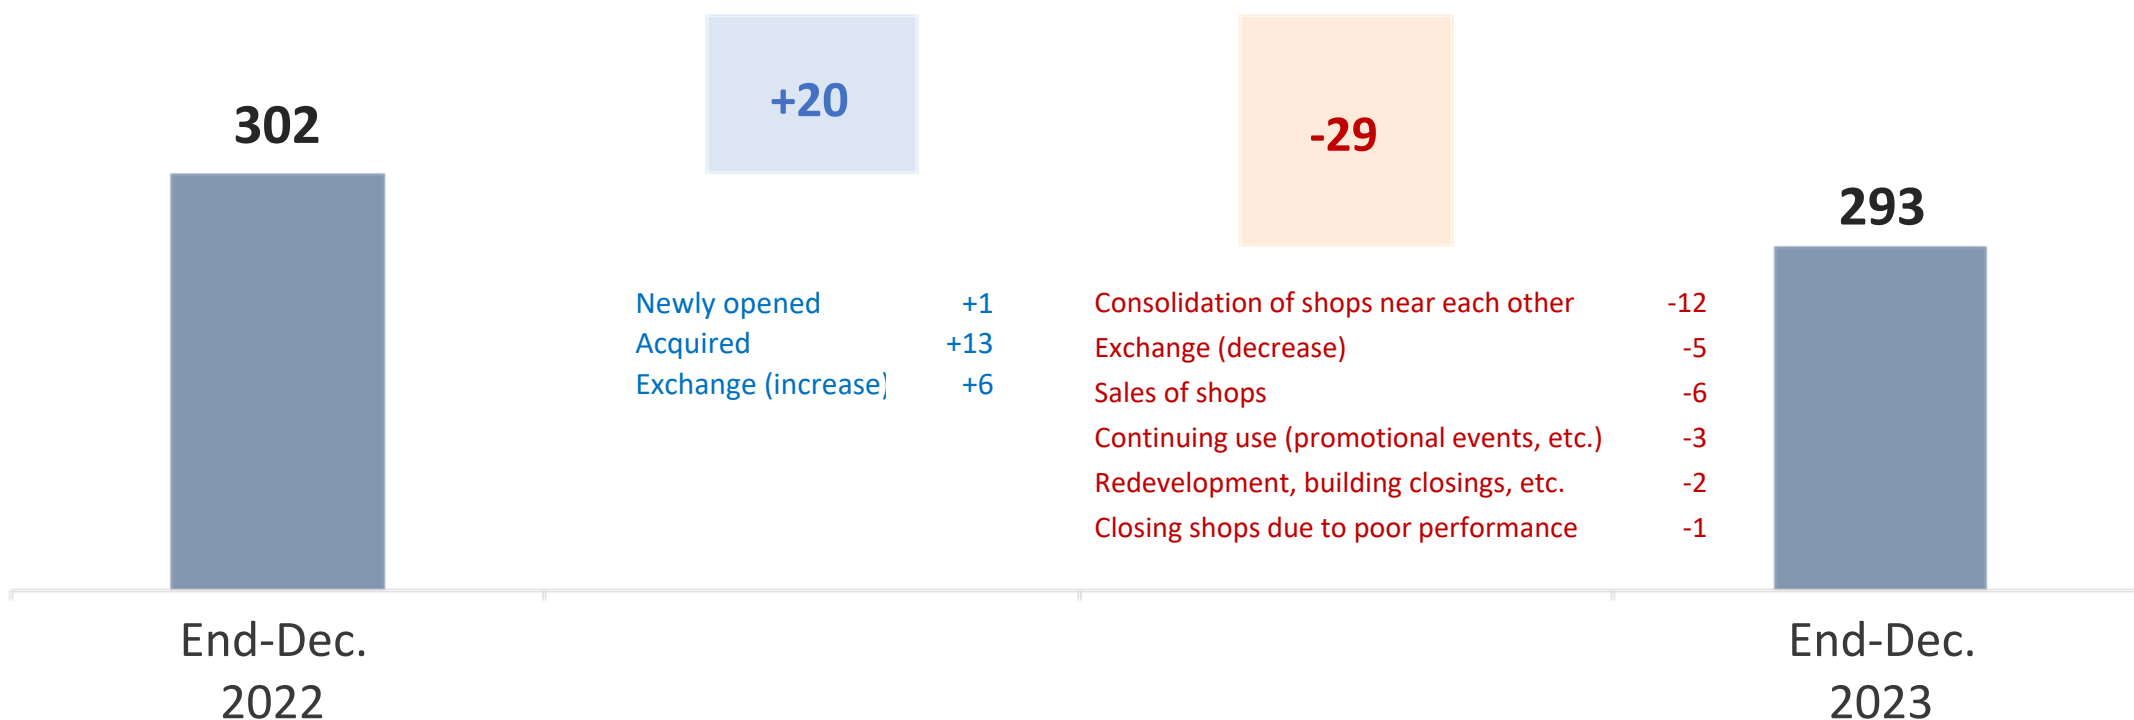 302
+20
-29
293
Newly opened +1
Acquired +13
Exchange (increase) +6
Consolidation of shops near each other -12
Exchange (decrease) -5
Sales of shops -6
Continuing use (promotional events, etc.) -3
Redevelopment, building closings, etc. -2
Closing shops due to poor performance -1
End-Dec.
2022
End-Dec.
2023